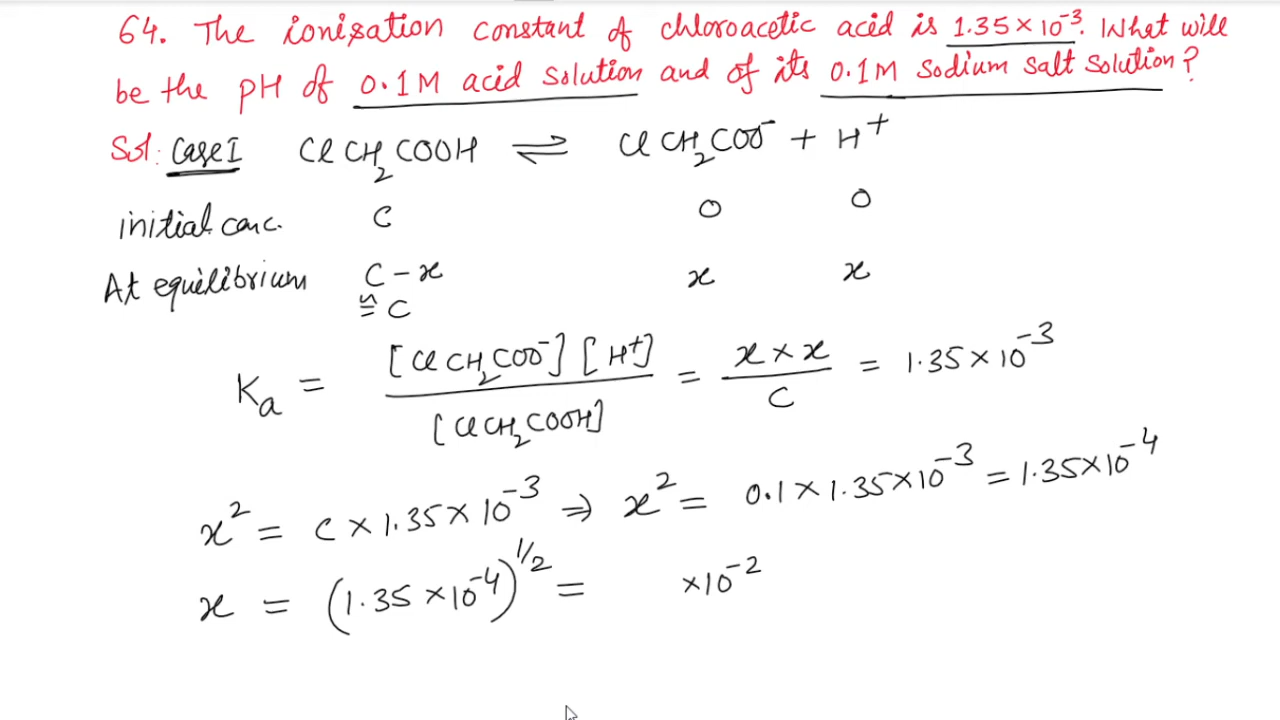 64. The ionisation constant of chloroacetic acid is 1.35×10⁻³. What will
be the pH of 0.1M acid solution and of its 0.1M sodium salt solution?
Sol: Case I ClCH₂COOH ⇌ ClCH₂COO⁻ + H⁺
initial conc. C 0 0
At equilibrium C-x x x
≅ C
Ka = [ClCH₂COO⁻][H⁺] / [ClCH₂COOH] = x × x / C = 1.35×10⁻³
x² = C × 1.35 × 10⁻³ ⇒ x² = 0.1 × 1.35×10⁻³ = 1.35×10⁻⁴
x = (1.35 ×10⁻⁴)^1/2 = ×10⁻²